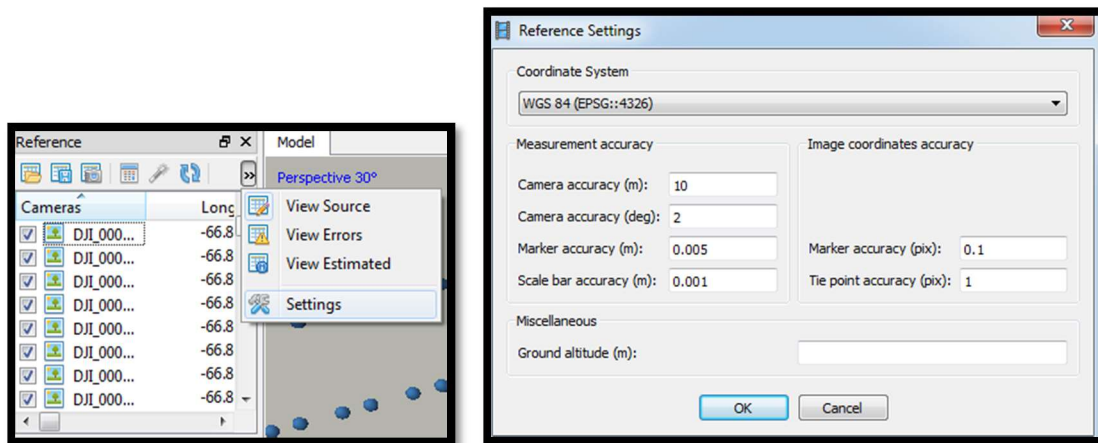 Reference
Model
Perspective 30°
Cameras
Long
DJI_000... -66.8
DJI_000... -66.8
DJI_000... -66.8
DJI_000... -66.8
DJI_000... -66.8
DJI_000... -66.8
DJI_000... -66.8
DJI_000... -66.8
View Source
View Errors
View Estimated
Settings
Reference Settings
Coordinate System
WGS 84 (EPSG::4326)
Measurement accuracy
Camera accuracy (m): 10
Camera accuracy (deg): 2
Marker accuracy (m): 0.005
Scale bar accuracy (m): 0.001
Image coordinates accuracy
Marker accuracy (pix): 0.1
Tie point accuracy (pix): 1
Miscellaneous
Ground altitude (m):
OK
Cancel